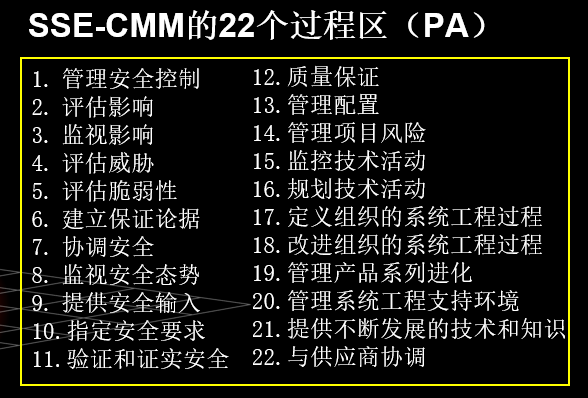 SSE-CMM的22个过程区（PA）
1. 管理安全控制
2. 评估影响
3. 监视影响
4. 评估威胁
5. 评估脆弱性
6. 建立保证论据
7. 协调安全
8. 监视安全态势
9. 提供安全输入
10. 指定安全要求
11. 验证和证实安全
12. 质量保证
13. 管理配置
14. 管理项目风险
15. 监控技术活动
16. 规划技术活动
17. 定义组织的系统工程过程
18. 改进组织的系统工程过程
19. 管理产品系列进化
20. 管理系统工程支持环境
21. 提供不断发展的技术和知识
22. 与供应商协调